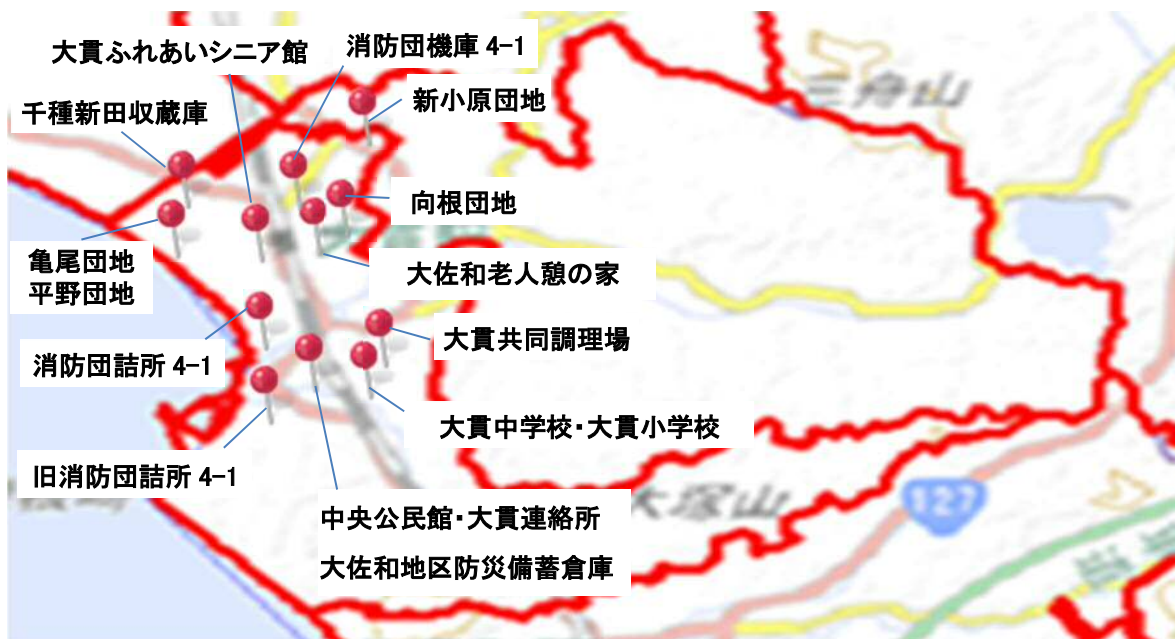 大貫ふれあいシニア館
消防団機庫 4-1
新小原団地
千種新田収蔵庫
三舟山
向根団地
亀尾団地
平野団地
大佐和老人憩の家
大貫共同調理場
消防団詰所 4-1
大貫中学校・大貫小学校
旧消防団詰所 4-1
大塚山
127
中央公民館・大貫連絡所
大佐和地区防災備蓄倉庫